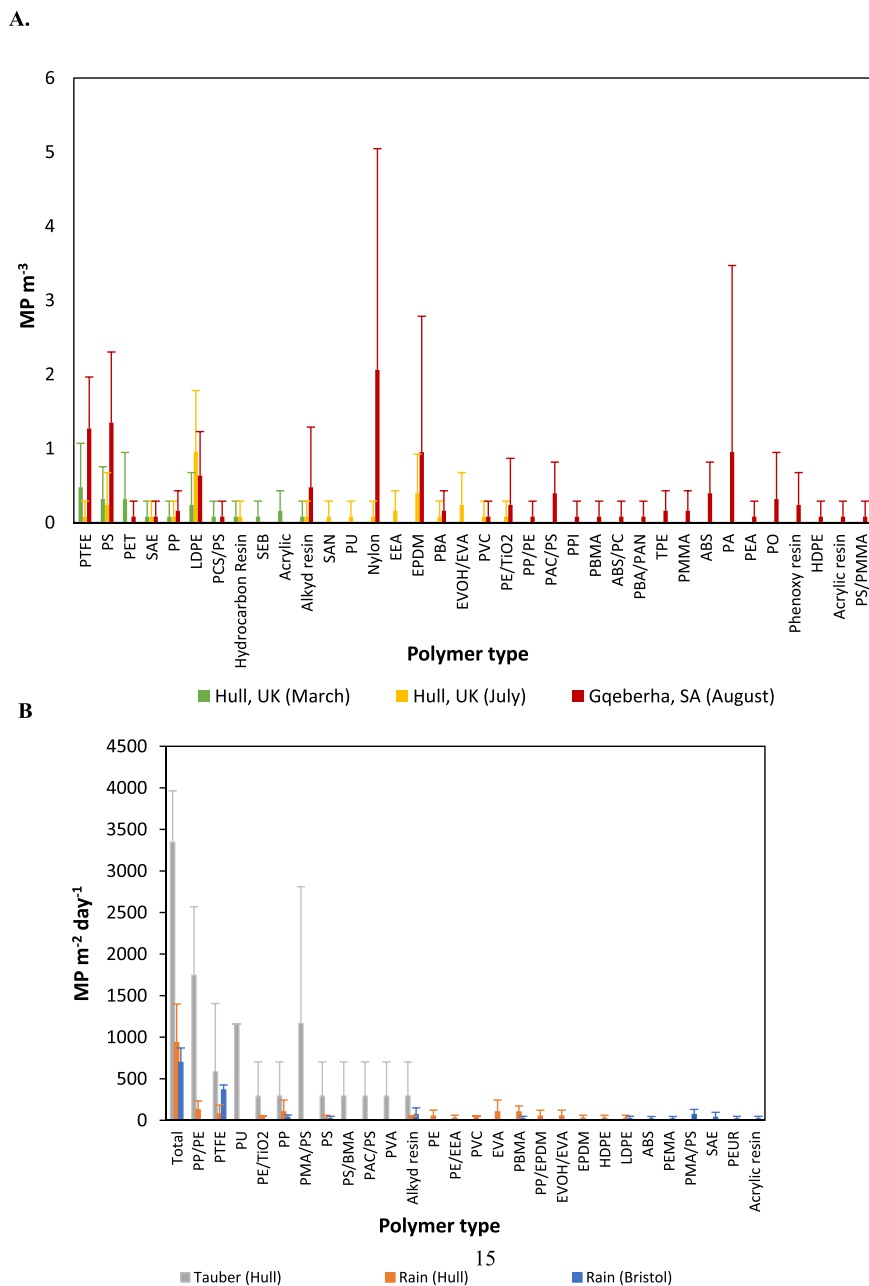 A.
6
5
4
3
2
1
0
MP m-3
PTFE
PS
PET
SAE
PP
LDPE
PCS/PS
Hydrocarbon Resin
SEB
Acrylic
Alkyd resin
SAN
PU
Nylon
EEA
EPDM
PBA
EVOH/EVA
PVC
PE/TiO2
PP/PE
PAC/PS
PPI
PBMA
ABS/PC
PBA/PAN
TPE
PMMA
ABS
PA
PEA
PO
Phenoxy resin
HDPE
Acrylic resin
PS/PMMA
Polymer type
Hull, UK (March)
Hull, UK (July)
Gqeberha, SA (August)
B
4500
4000
3500
3000
2500
2000
1500
1000
500
0
MP m-2 day-1
Total
PP/PE
PTFE
PU
PE/TiO2
PP
PMA/PS
PS
PS/BMA
PAC/PS
PVA
Alkyd resin
PE
PE/EEA
PVC
EVA
PBMA
PP/EPDM
EVOH/EVA
EPDM
HDPE
LDPE
ABS
PEMA
PMA/PS
SAE
PEUR
Acrylic resin
Polymer type
15
Tauber (Hull)
Rain (Hull)
Rain (Bristol)